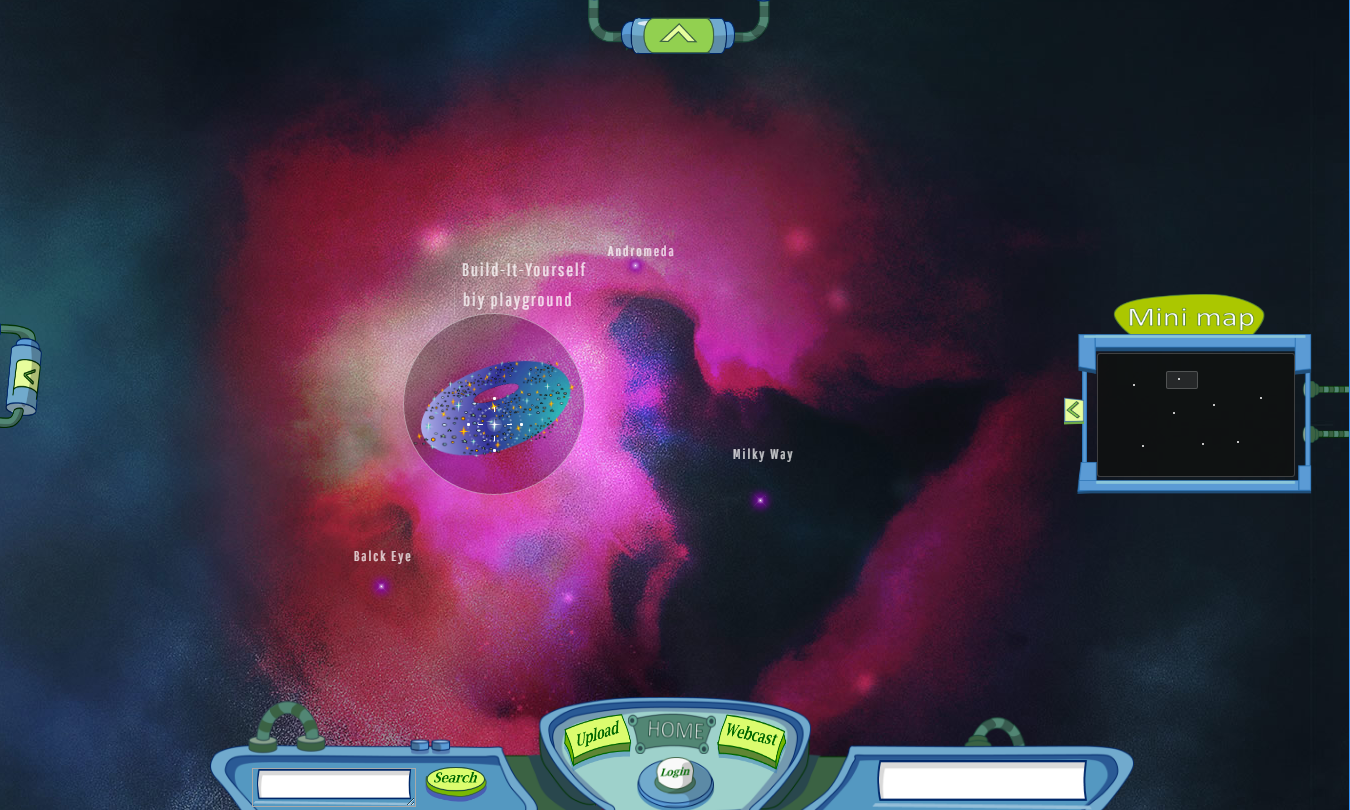 Andromeda
Build-It-Yourself
biy playground
Mini map
Milky Way
Balck Eye
Upload
HOME
Webcast
Login
Search